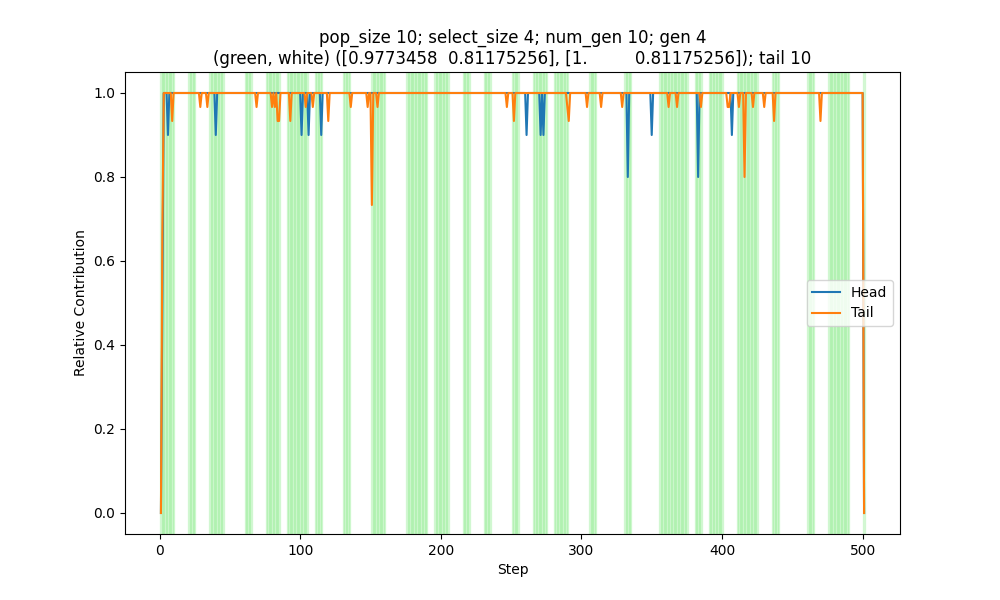 pop_size 10; select_size 4; num_gen 10; gen 4
(green, white) ([0.9773458  0.81175256], [1.          0.81175256]); tail 10
1.0
0.8
0.6
0.4
0.2
0.0
Relative Contribution
Head
Tail
0 100 200 300 400 500
Step